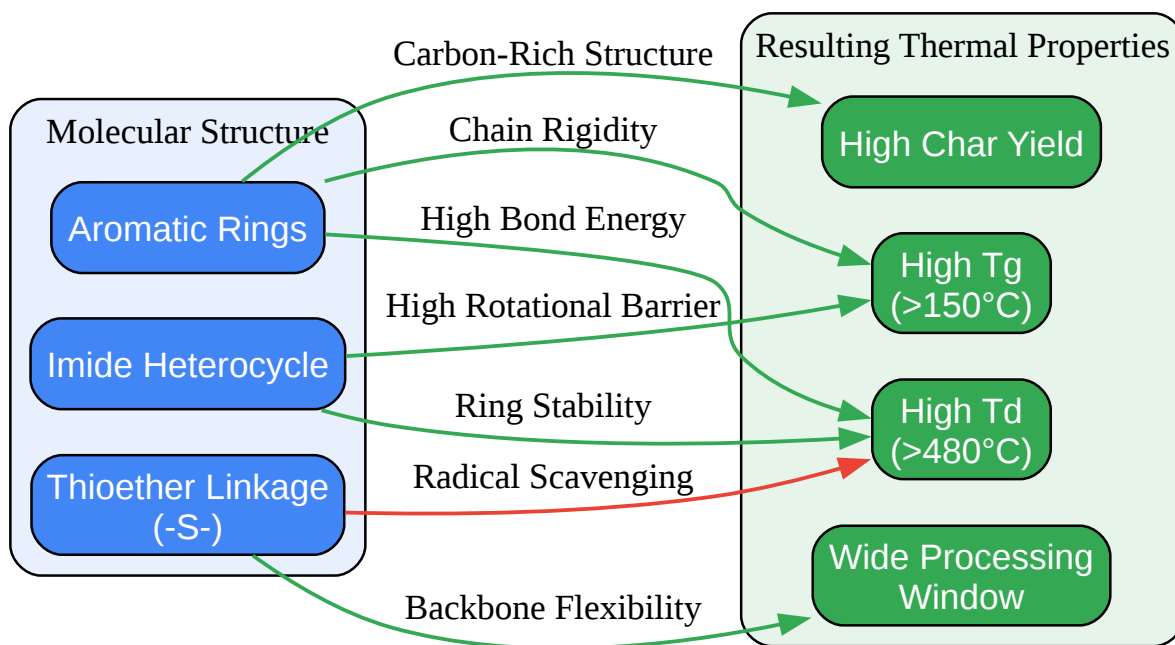 Molecular Structure
Aromatic Rings
Imide Heterocycle
Thioether Linkage
(-S-)
Carbon-Rich Structure
Chain Rigidity
High Bond Energy
High Rotational Barrier
Ring Stability
Radical Scavenging
Backbone Flexibility
Resulting Thermal Properties
High Char Yield
High Tg
(>150°C)
High Td
(>480°C)
Wide Processing
Window